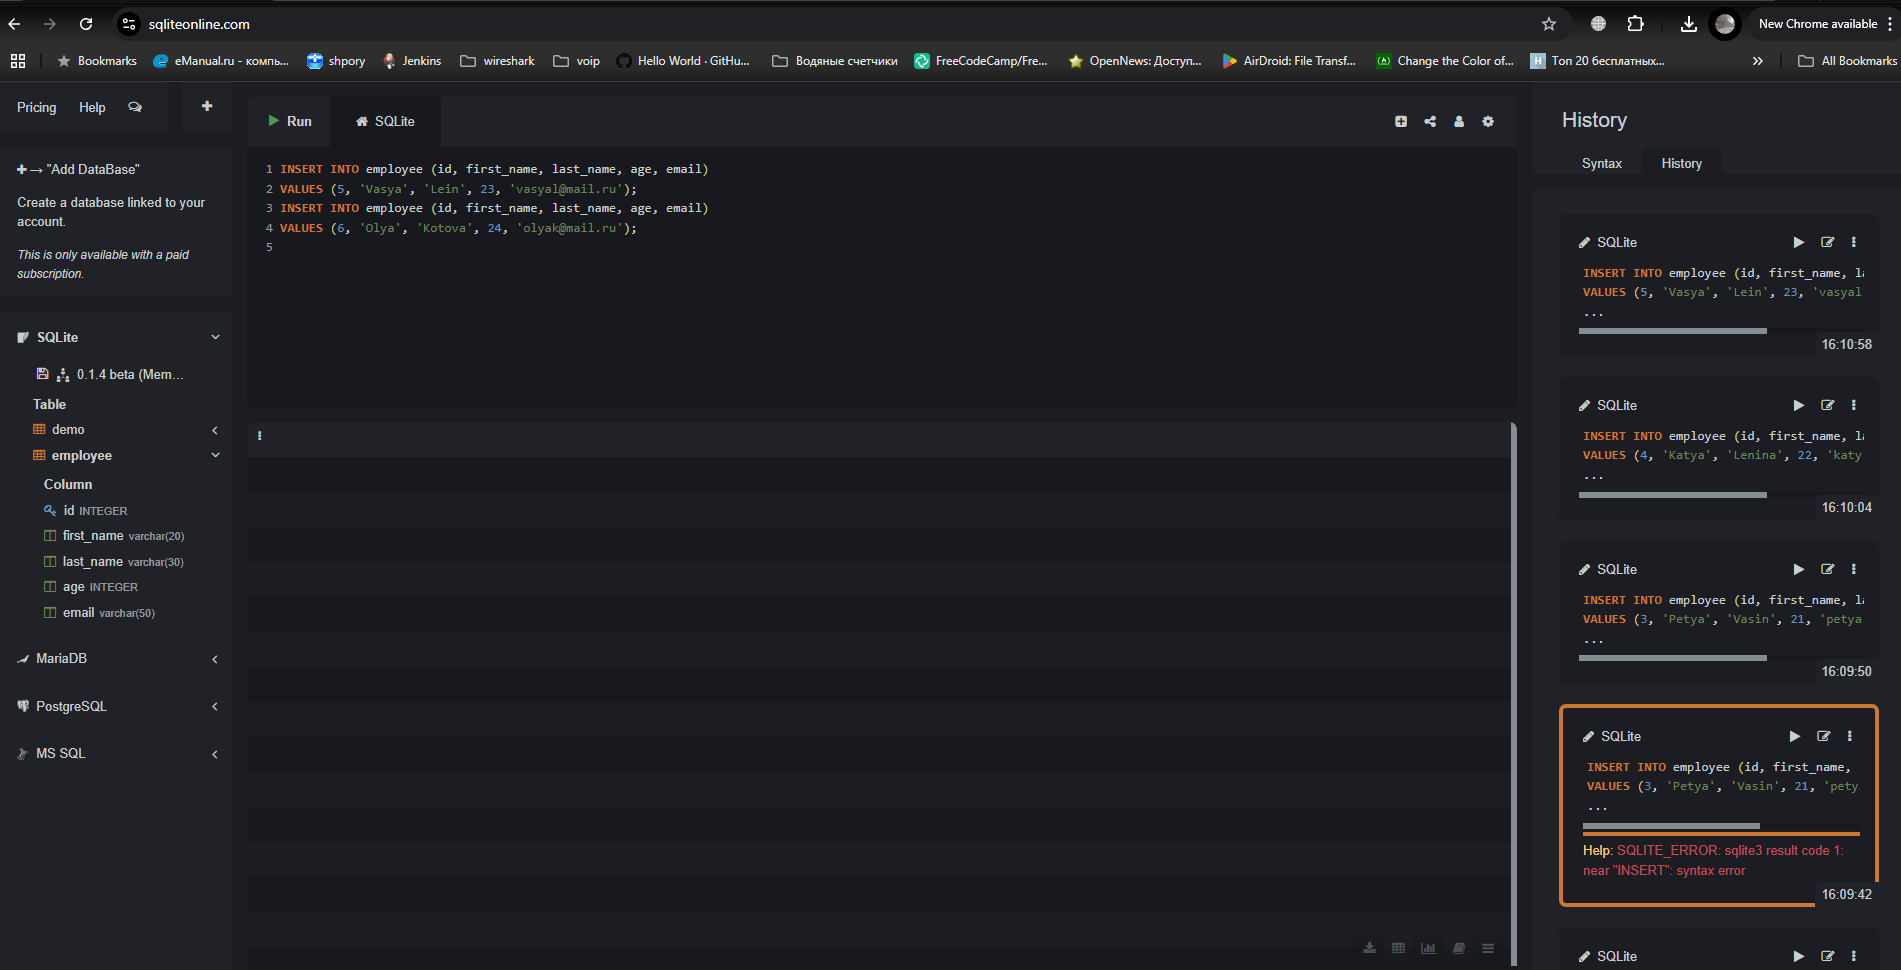 sqliteonline.com
New Chrome available
Bookmarks
eManual.ru - компь...
shpory
Jenkins
wireshark
voip
Hello World · GitHu...
Водяные счетчики
FreeCodeCamp/Fre...
OpenNews: Доступ...
AirDroid: File Transf...
Change the Color of...
Топ 20 бесплатных...
»
All Bookmarks
Pricing
Help
"Add DataBase"
Create a database linked to your
account.
This is only available with a paid
subscription.
SQLite
0.1.4 beta (Mem...
Table
demo
employee
Column
id INTEGER
first_name varchar(20)
last_name varchar(30)
age INTEGER
email varchar(50)
MariaDB
PostgreSQL
MS SQL
Run
SQLite
1 INSERT INTO employee (id, first_name, last_name, age, email)
2 VALUES (5, 'Vasya', 'Lein', 23, 'vasyal@mail.ru');
3 INSERT INTO employee (id, first_name, last_name, age, email)
4 VALUES (6, 'Olya', 'Kotova', 24, 'olyak@mail.ru');
5
History
Syntax
History
SQLite
INSERT INTO employee (id, first_name, la
VALUES (5, 'Vasya', 'Lein', 23, 'vasyal
...
16:10:58
SQLite
INSERT INTO employee (id, first_name, la
VALUES (4, 'Katya', 'Lenina', 22, 'katy
...
16:10:04
SQLite
INSERT INTO employee (id, first_name, la
VALUES (3, 'Petya', 'Vasin', 21, 'petya
...
16:09:50
SQLite
INSERT INTO employee (id, first_name,
VALUES (3, 'Petya', 'Vasin', 21, 'pety
...
Help: SQLITE_ERROR: sqlite3 result code 1:
near "INSERT": syntax error
16:09:42
SQLite